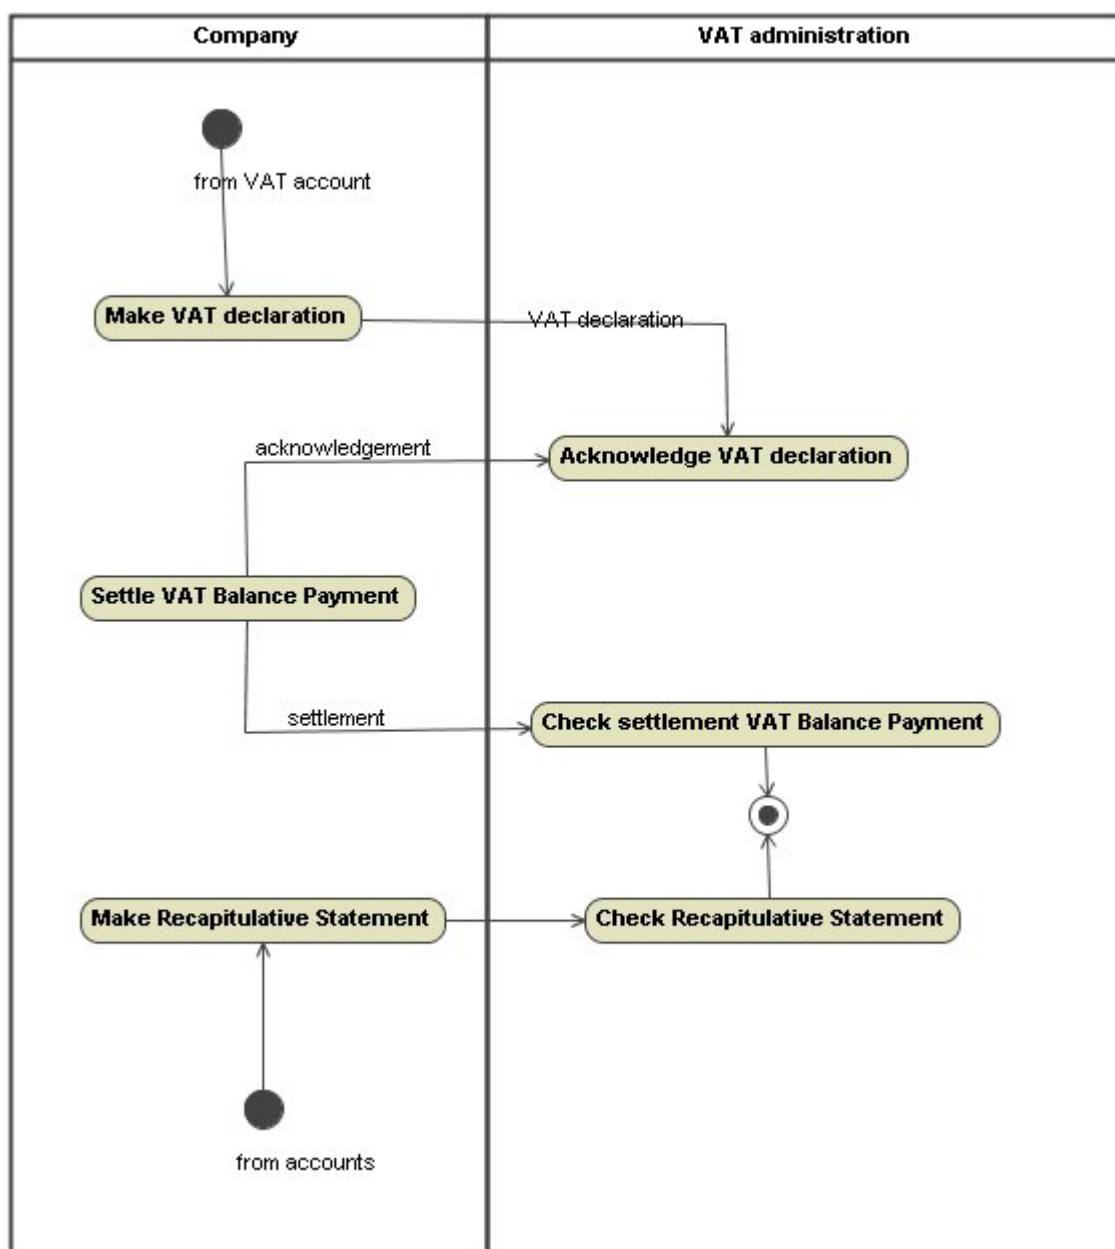 Company
VAT administration
from VAT account
Make VAT declaration
VAT declaration
acknowledgement
Acknowledge VAT declaration
Settle VAT Balance Payment
settlement
Check settlement VAT Balance Payment
Make Recapitulative Statement
Check Recapitulative Statement
from accounts